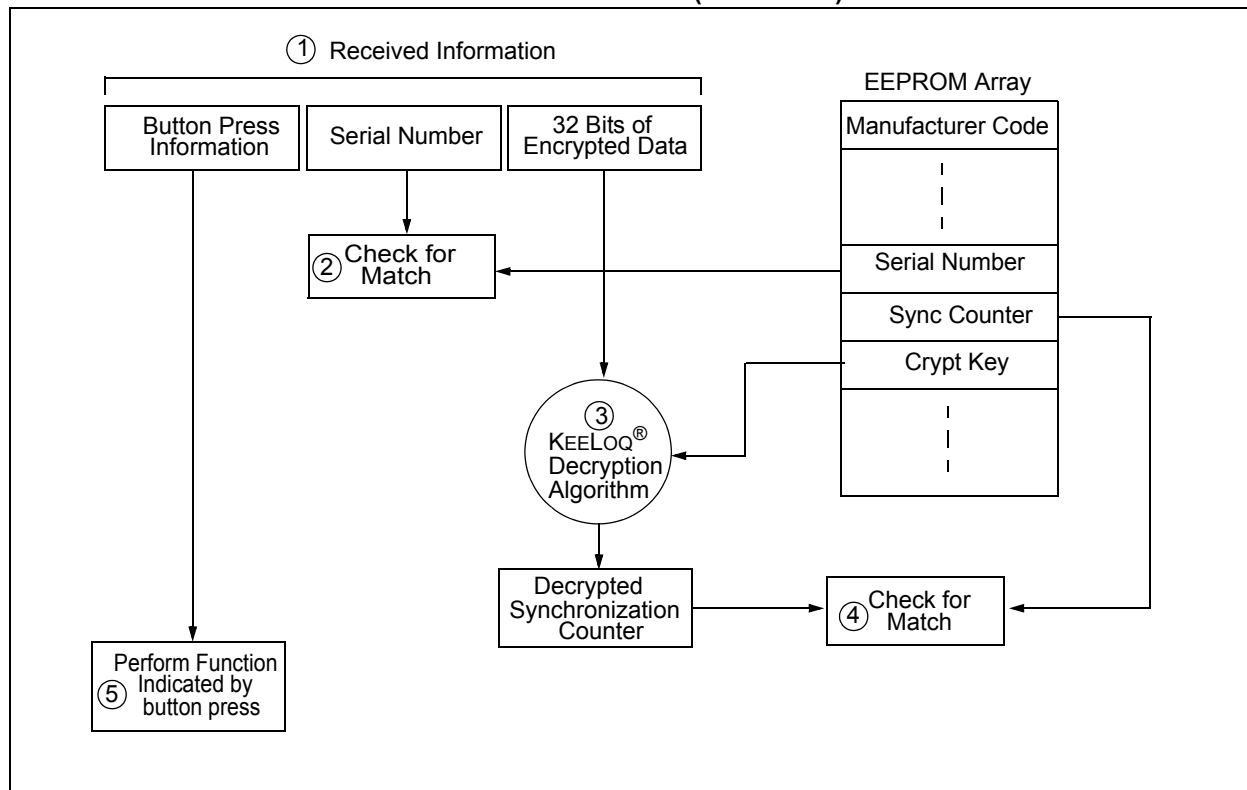 ① Received Information
EEPROM Array
Button Press
Information
Serial Number
32 Bits of
Encrypted Data
Manufacturer Code
② Check for
Match
Serial Number
Sync Counter
Crypt Key
③
KEELOQ®
Decryption
Algorithm
Decrypted
Synchronization
Counter
④ Check for
Match
Perform Function
⑤ Indicated by
button press